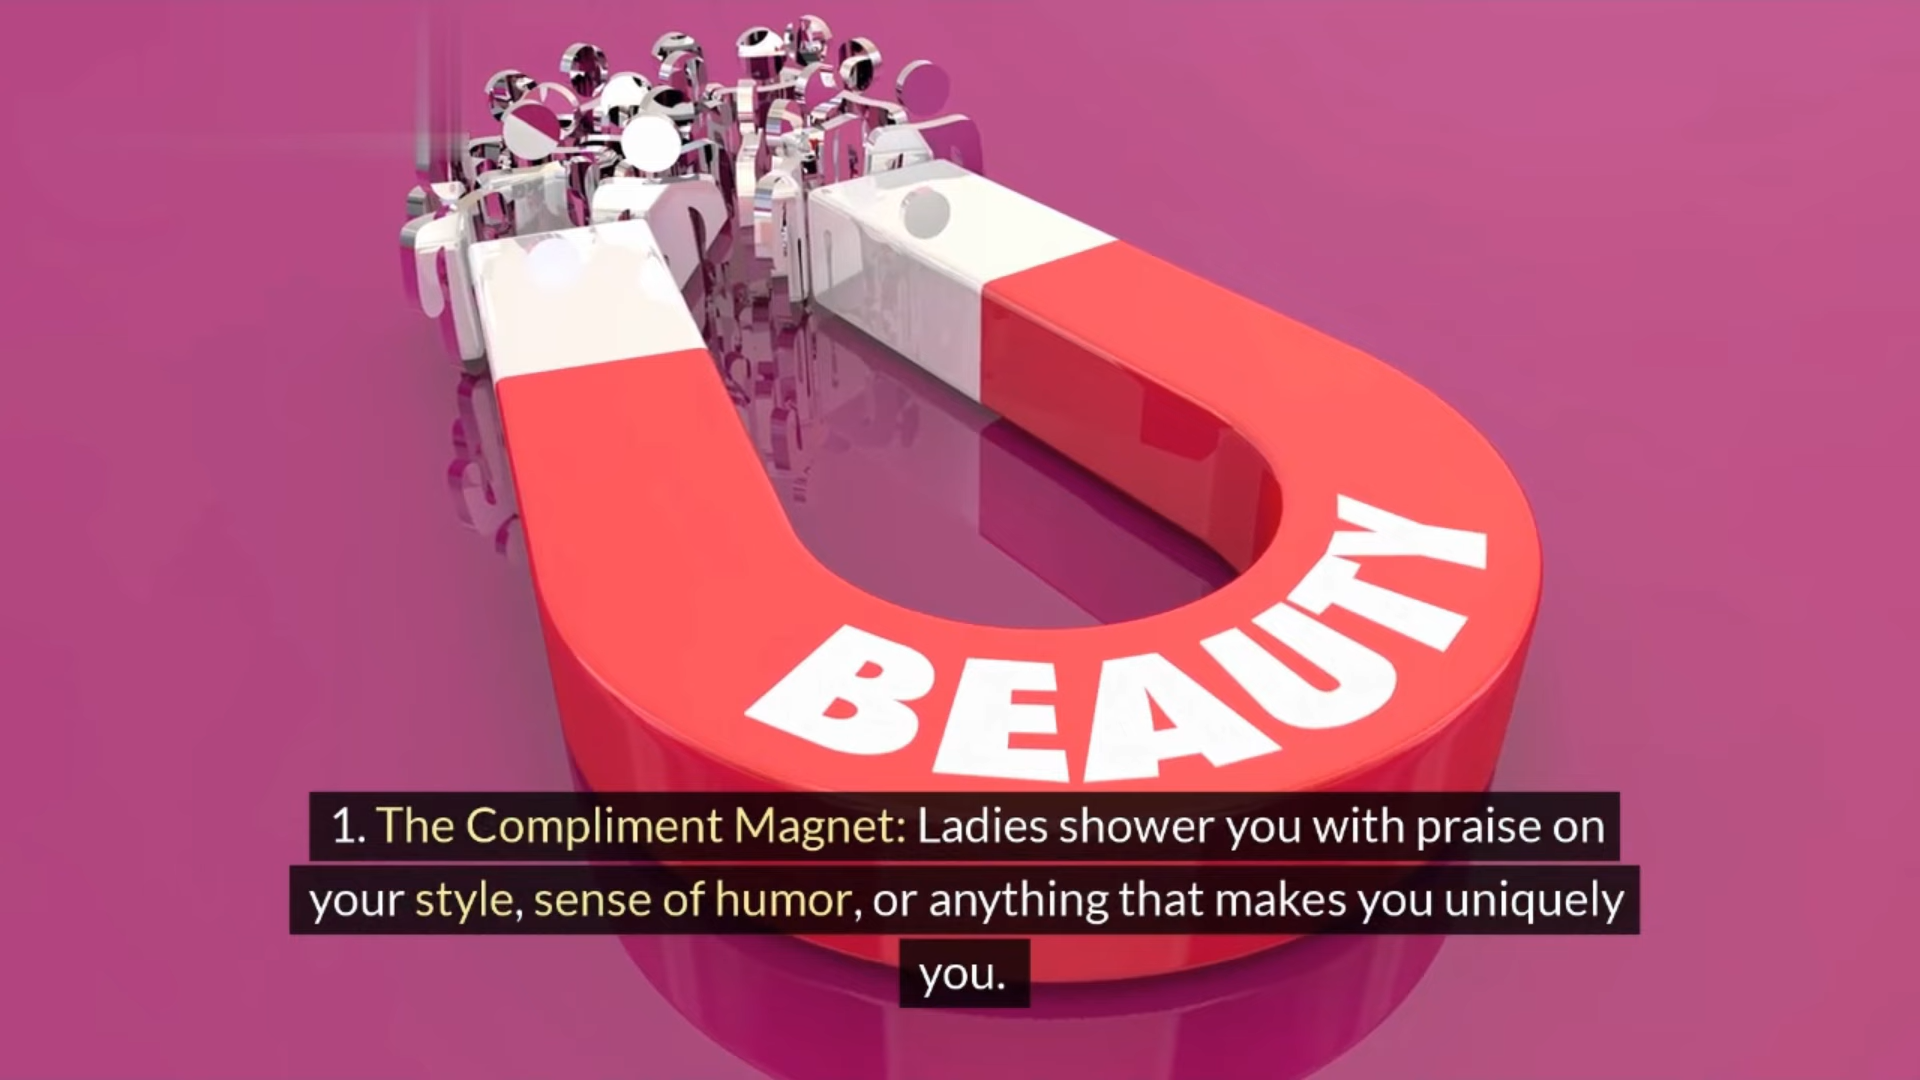 BEAUTY
1. The Compliment Magnet: Ladies shower you with praise on
your style, sense of humor, or anything that makes you uniquely
you.